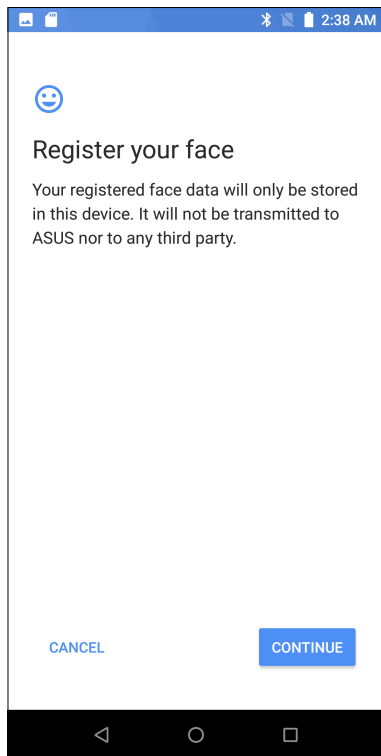 2:38 AM
Register your face
Your registered face data will only be stored
in this device. It will not be transmitted to
ASUS nor to any third party.
CANCEL
CONTINUE